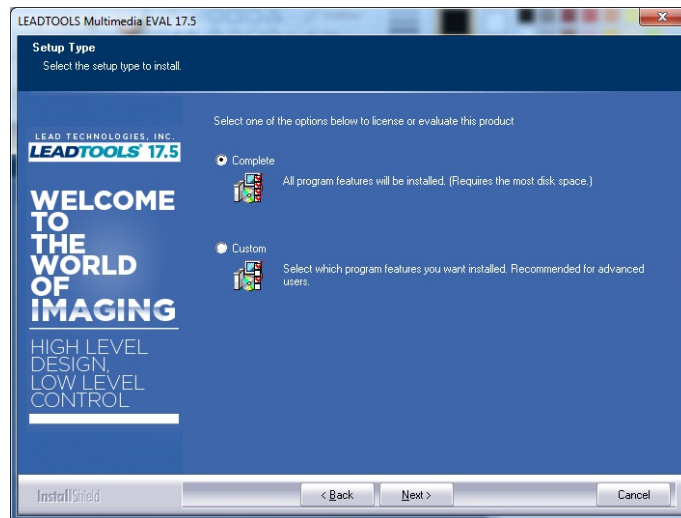 LEADTOOLS Multimedia EVAL 17.5
Setup Type
Select the setup type to install.
Select one of the options below to license or evaluate this product
LEAD TECHNOLOGIES, INC.
LEADTOOLS® 17.5
Complete
All program features will be installed. (Requires the most disk space.)
WELCOME
TO
THE
WORLD
OF
IMAGING
Custom
Select which program features you want installed. Recommended for advanced
users.
HIGH LEVEL
DESIGN,
LOW LEVEL
CONTROL
InstallShield
< Back
Next >
Cancel